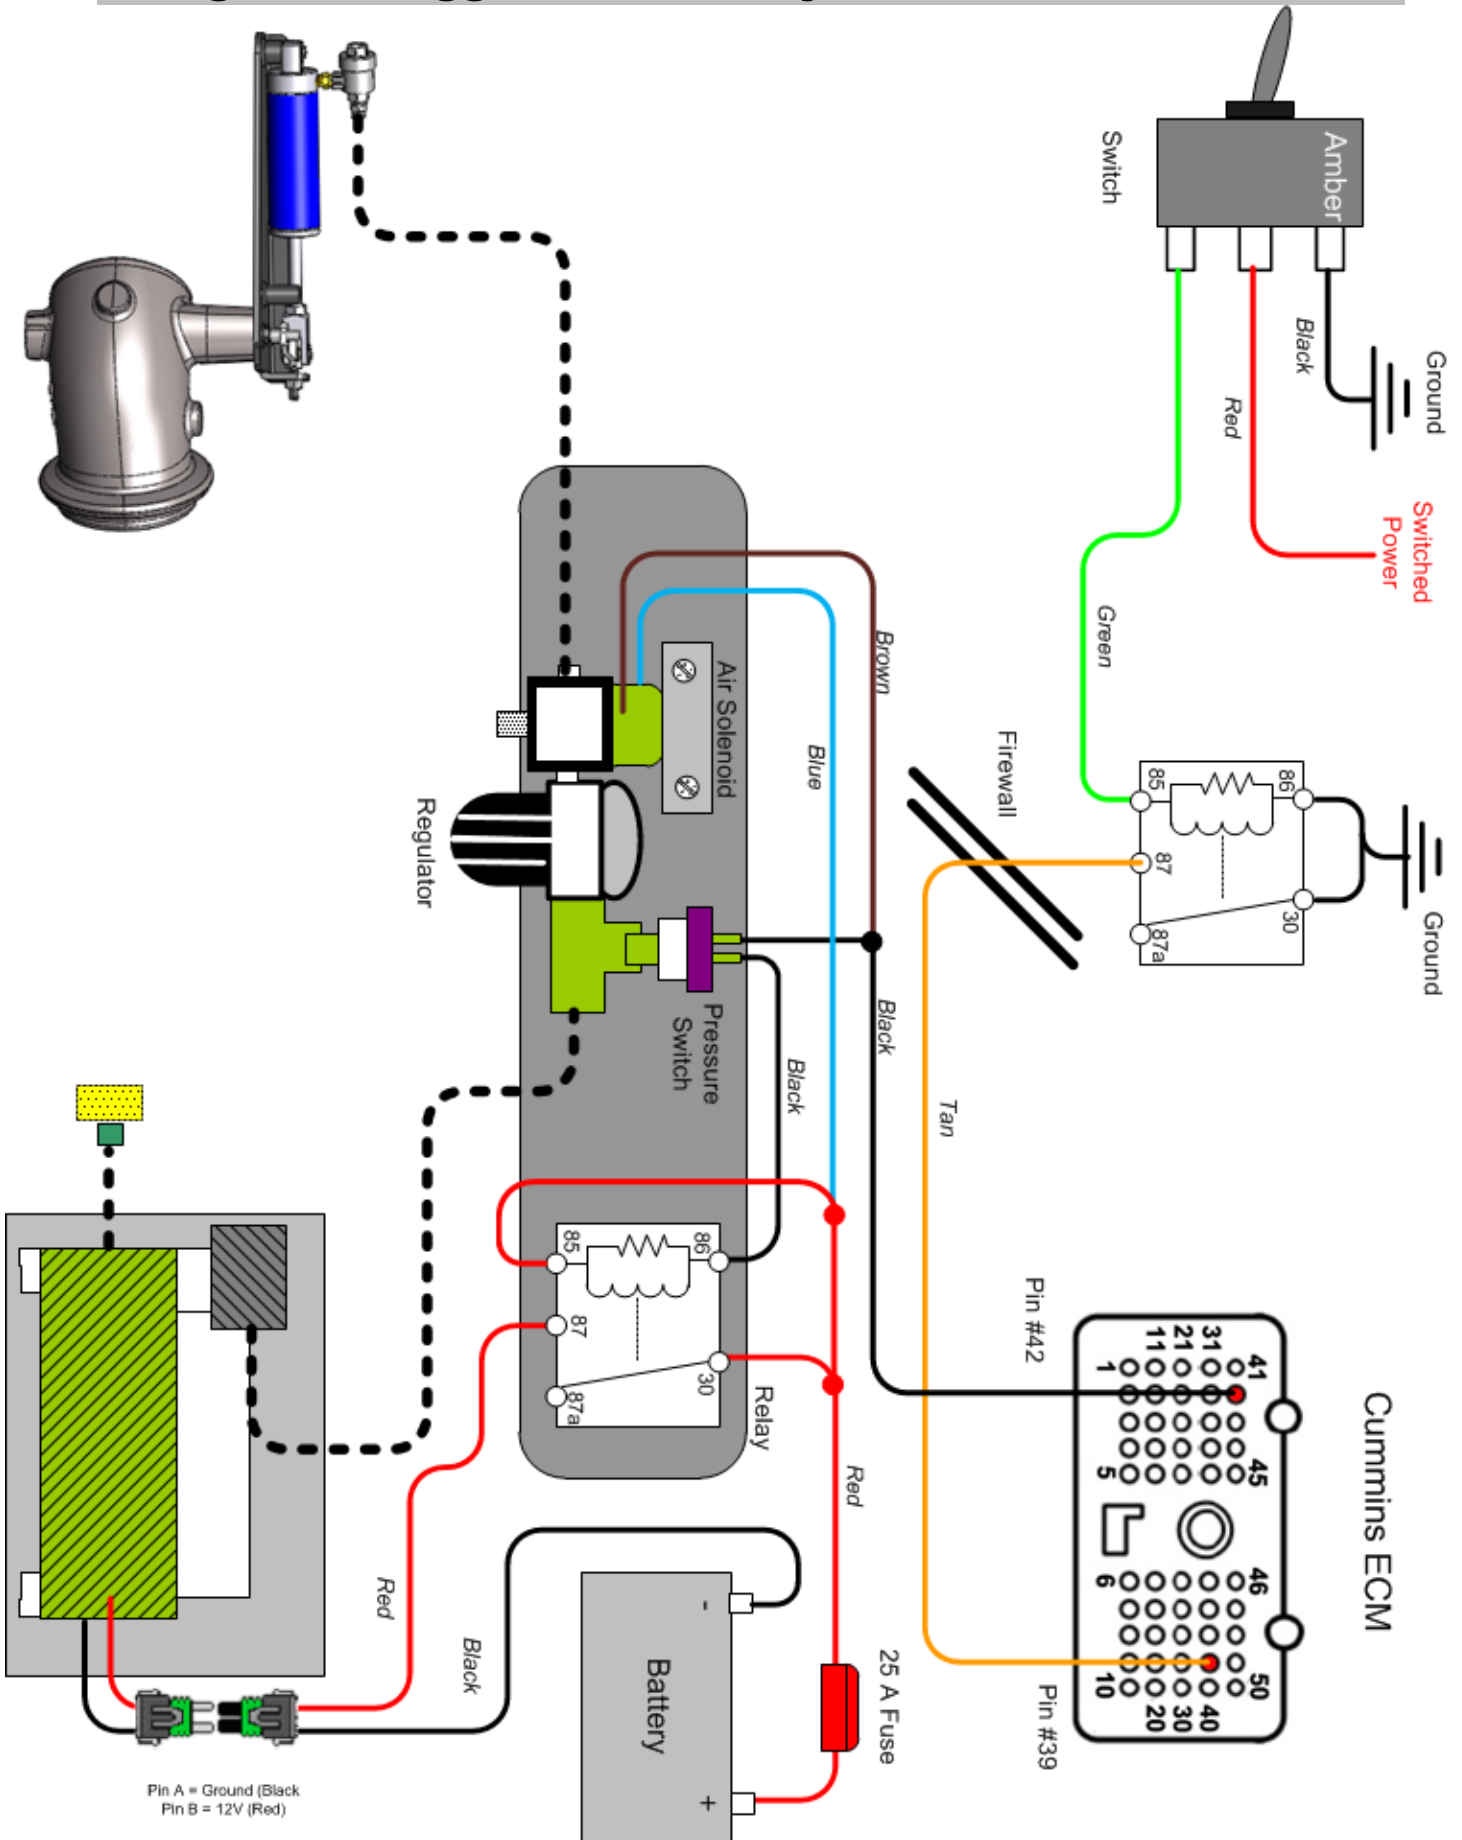 Amber
Switch
Black
Ground
Red
Switched
Power
Green
Firewall
85
86
87
30
87a
Ground
Air Solenoid
Brown
Blue
Regulator
Pressure
Switch
Black
Black
Tan
85
86
87
30
87a
Relay
Red
Pin #42
Cummins ECM
41
31
21
11
1
45
5
46
6
50
40
30
20
10
Pin #39
25 A Fuse
-
Battery
+
Red
Black
Pin A = Ground (Black
Pin B = 12V (Red)